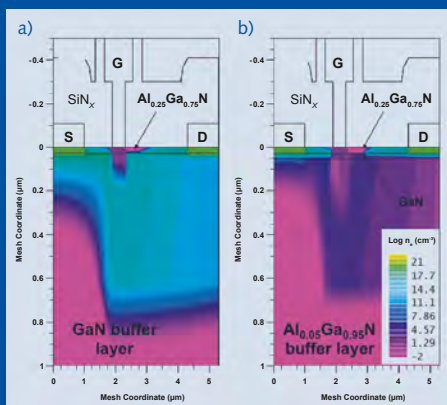 a)
b)
G
G
SiNₓ
Al₀.₂₅Ga₀.₇₅N
SiNₓ
Al₀.₂₅Ga₀.₇₅N
S
D
S
D
-0.4
-0.2
0
0.2
0.4
0.6
0.8
1
Mesh Coordinate (μm)
GaN buffer
layer
0 1 2 3 4 5
Mesh Coordinate (μm)
-0.4
-0.2
0
0.2
0.4
0.6
0.8
1
Mesh Coordinate (μm)
GaN
Log nₑ (cm⁻³)
21
17.7
14.4
11.1
7.86
4.57
1.29
-2
Al₀.₀₅Ga₀.₉₅N
buffer layer
0 1 2 3 4 5
Mesh Coordinate (μm)